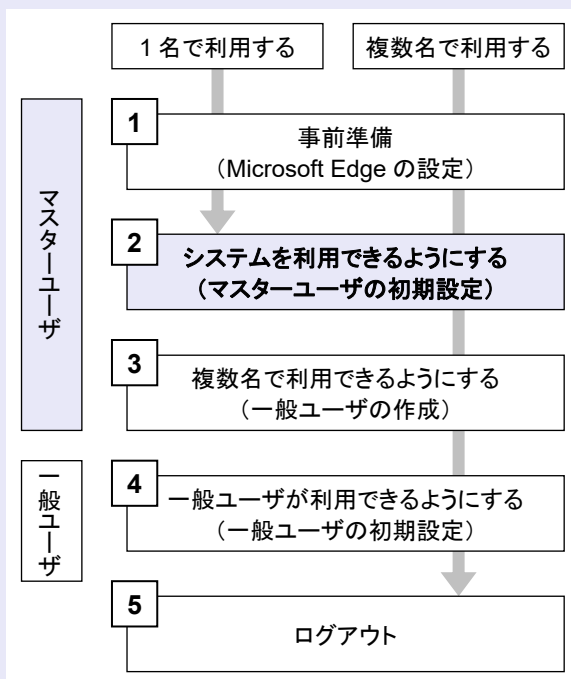 1 名で利用する
複数名で利用する
マスターユーザ
1
事前準備
（Microsoft Edge の設定）
2
システムを利用できるようにする
（マスターユーザの初期設定）
3
複数名で利用できるようにする
（一般ユーザの作成）
一般ユーザ
4
一般ユーザが利用できるようにする
（一般ユーザの初期設定）
5
ログアウト